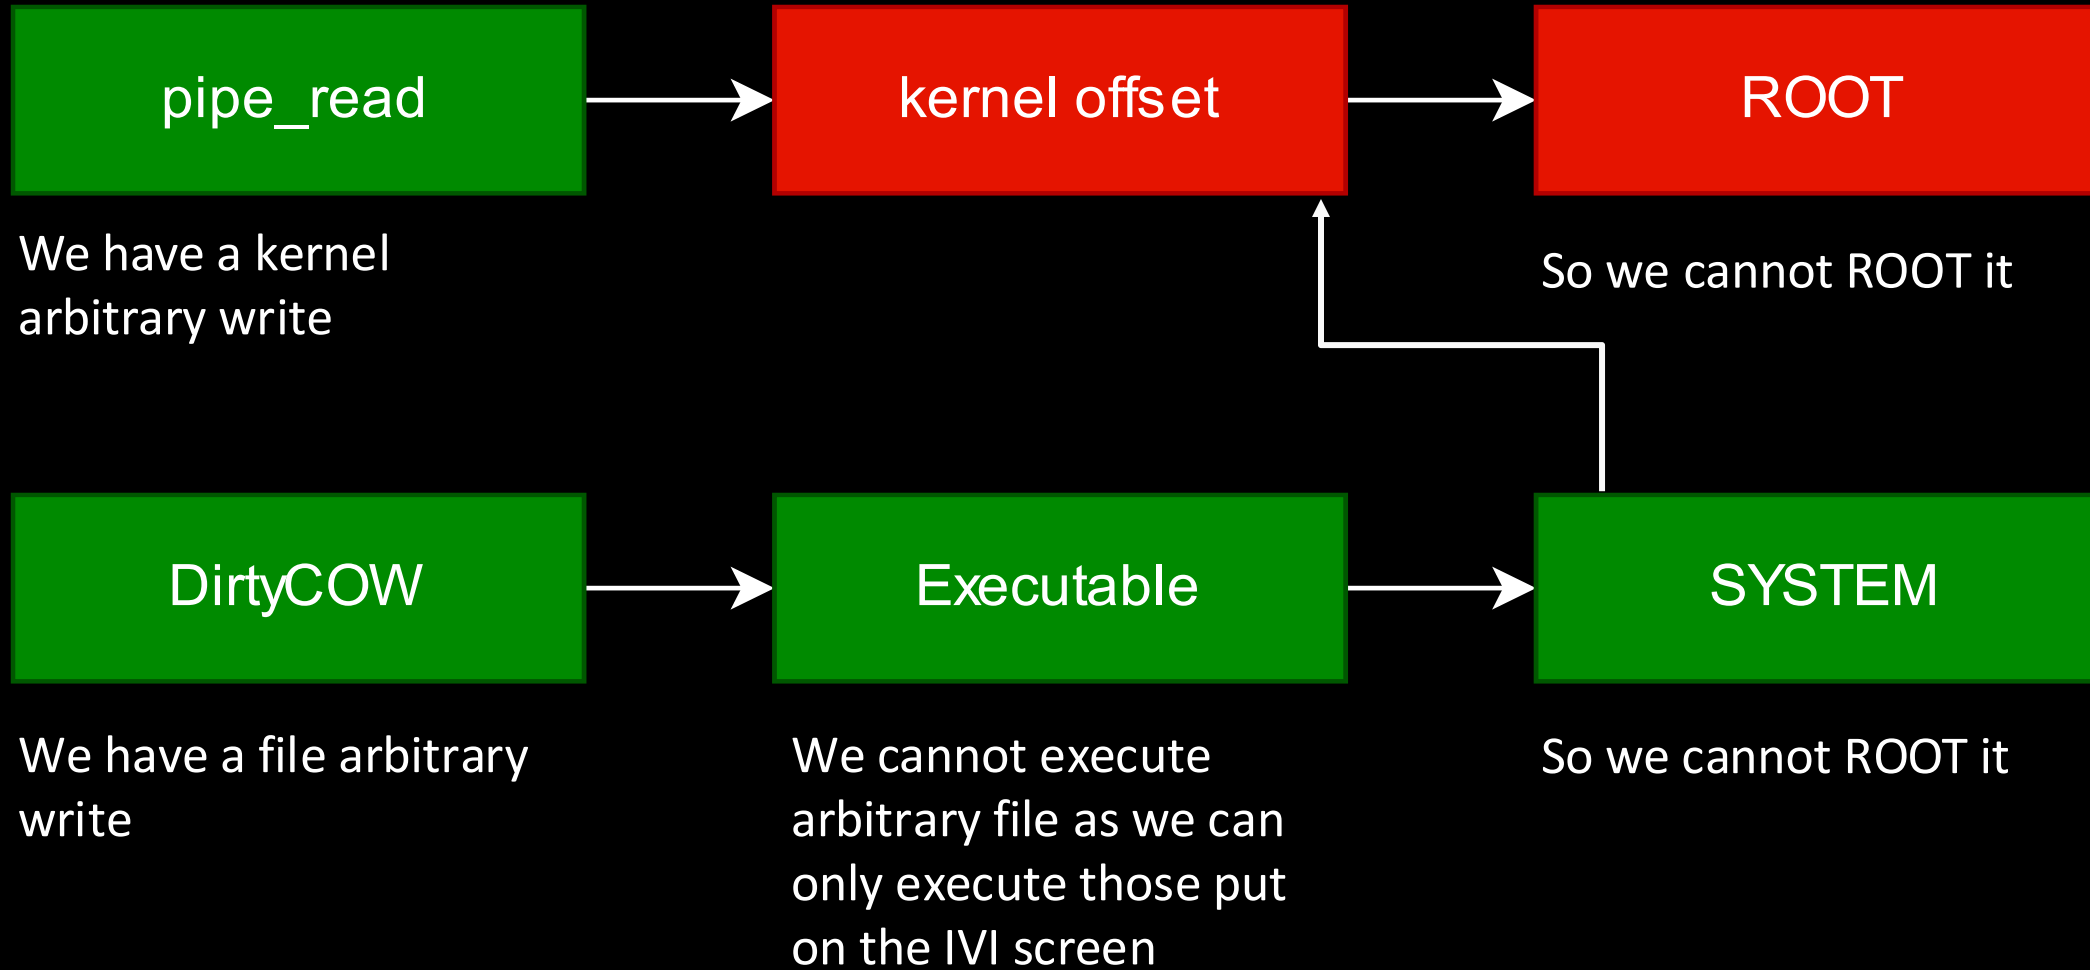 pipe_read
kernel offset
ROOT
We have a kernel
arbitrary write
So we cannot ROOT it
DirtyCOW
Executable
SYSTEM
We have a file arbitrary
write
We cannot execute
arbitrary file as we can
only execute those put
on the IVI screen
So we cannot ROOT it